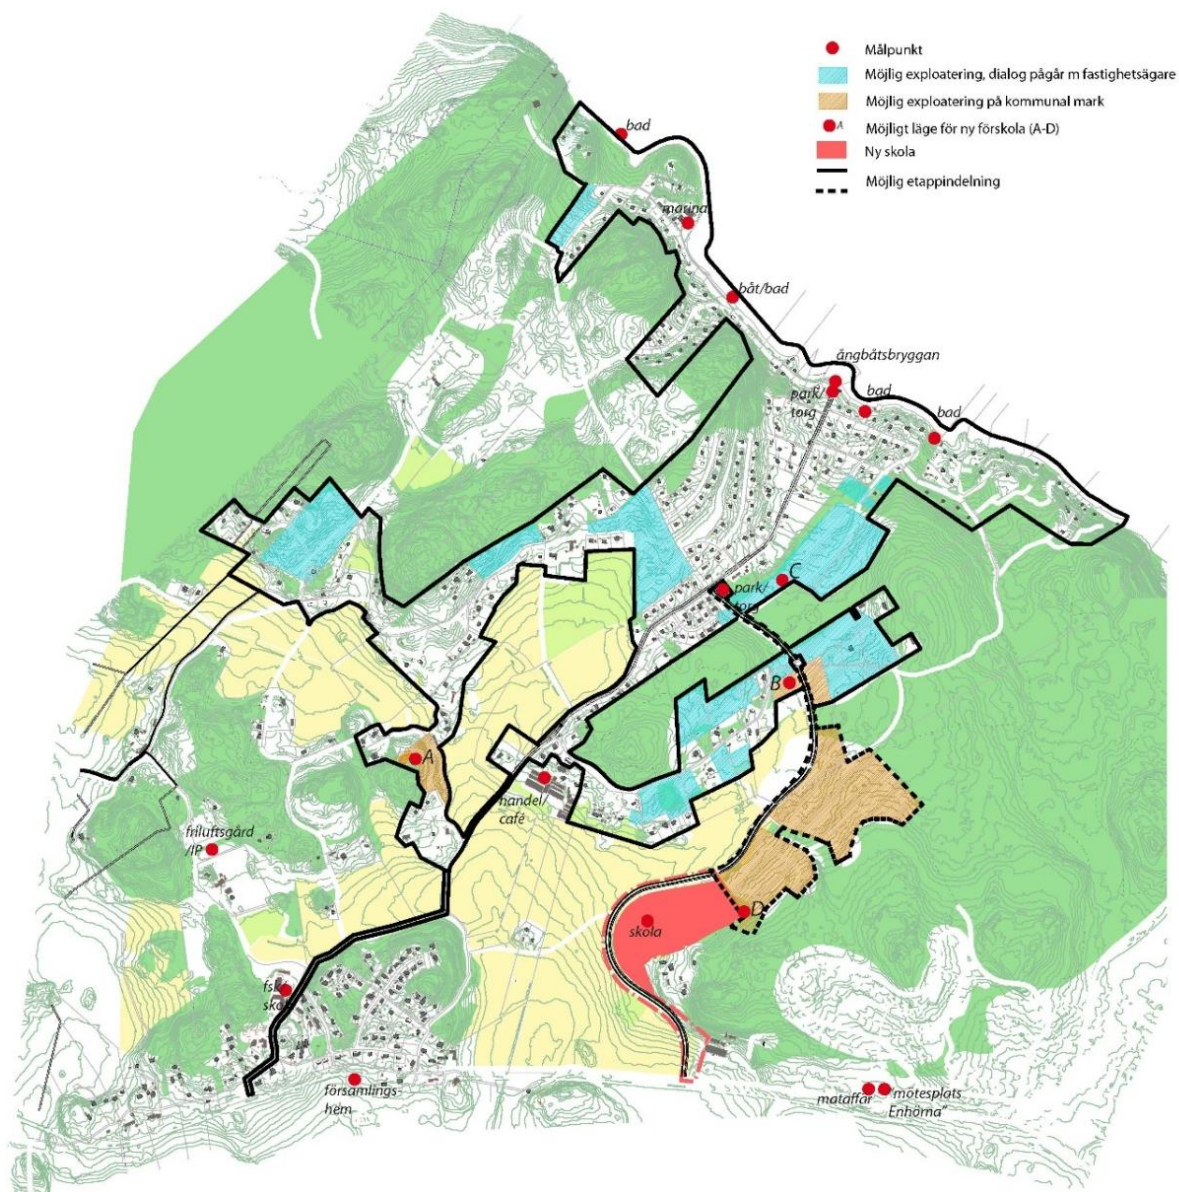 Målpunkt
Möjlig exploatering, dialog pågår m fastighetsägare
Möjlig exploatering på kommunal mark
A
Möjligt läge för ny förskola (A-D)
Ny skola
Möjlig etappindelning
bad
marina
båt/bad
ångbåtsbryggan
park/
torg
bad
bad
C
park/
torg
B
A
handel/
café
friluftsgård
/IP
D
skola
församlings-
hem
mataffär
"mötesplats
Enhörna"